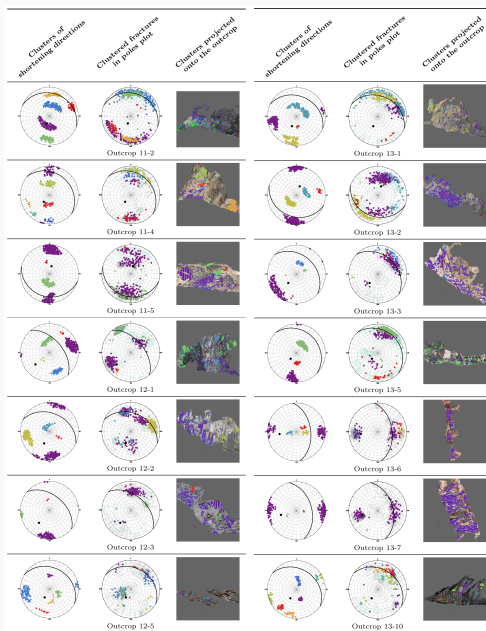 Clusters of
shortening directions
Clustered fractures
in poles plot
Clusters projected
onto the outcrop
Clusters of
shortening directions
Clustered fractures
in poles plot
Clusters projected
onto the outcrop
Outcrop 11-2
Outcrop 13-1
Outcrop 11-4
Outcrop 13-2
Outcrop 11-5
Outcrop 13-3
Outcrop 12-1
Outcrop 13-5
Outcrop 12-2
Outcrop 13-6
Outcrop 12-3
Outcrop 13-7
Outcrop 12-5
Outcrop 13-10